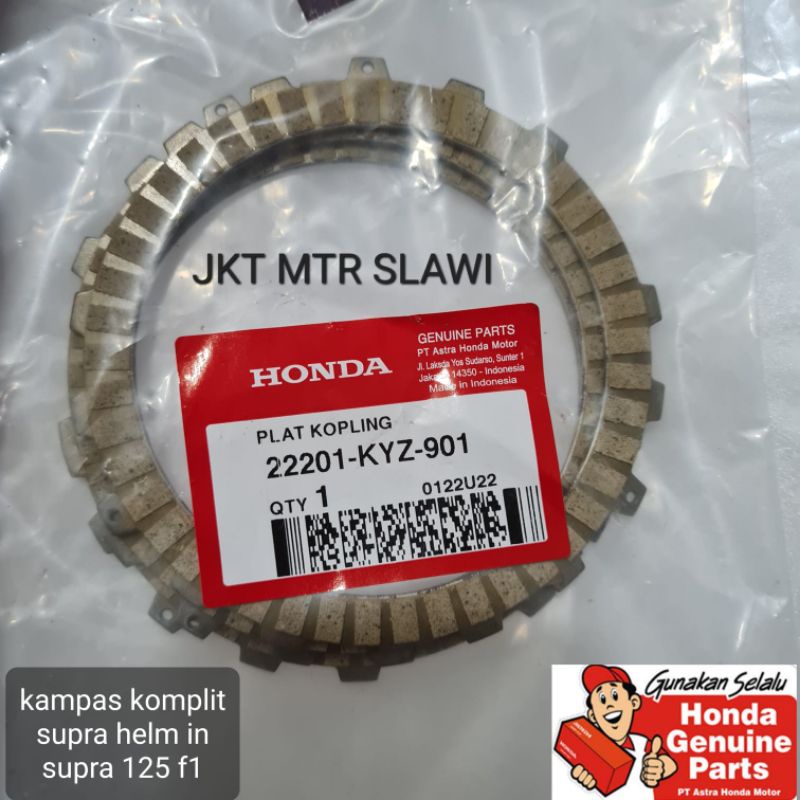 JKT MTR SLAWI
HONDA
GENUINE PARTS
PT Astra Honda Motor
Jl. Laksda Yos Sudarso, Sunter 1
14350 - Indonesia
Made in Indonesia
PLAT KOPLING
22201-KYZ-901
QTY 1
0122U22
kampas komplit
supra helm in
supra 125 f1
Gunakan Selalu
Honda
Genuine
Parts
PT Astra Honda Motor
HONDA